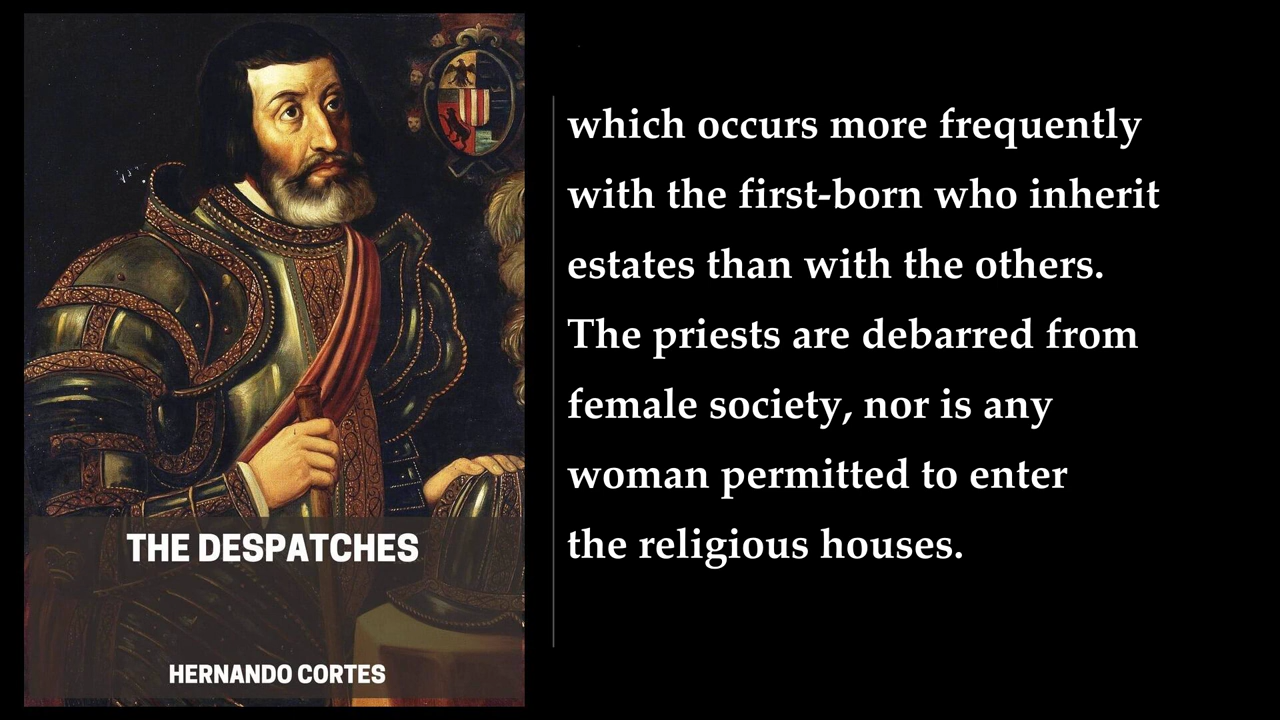 which occurs more frequently
with the first-born who inherit
estates than with the others.
The priests are debarred from
female society, nor is any
woman permitted to enter
the religious houses.
THE DESPATCHES
HERNANDO CORTES